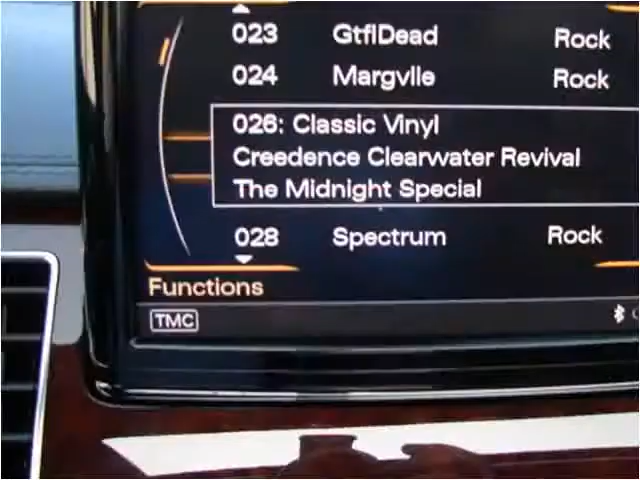 023 GtflDead Rock
024 Margvlle Rock
026: Classic Vinyl
Creedence Clearwater Revival
The Midnight Special
028 Spectrum Rock
Functions
TMC